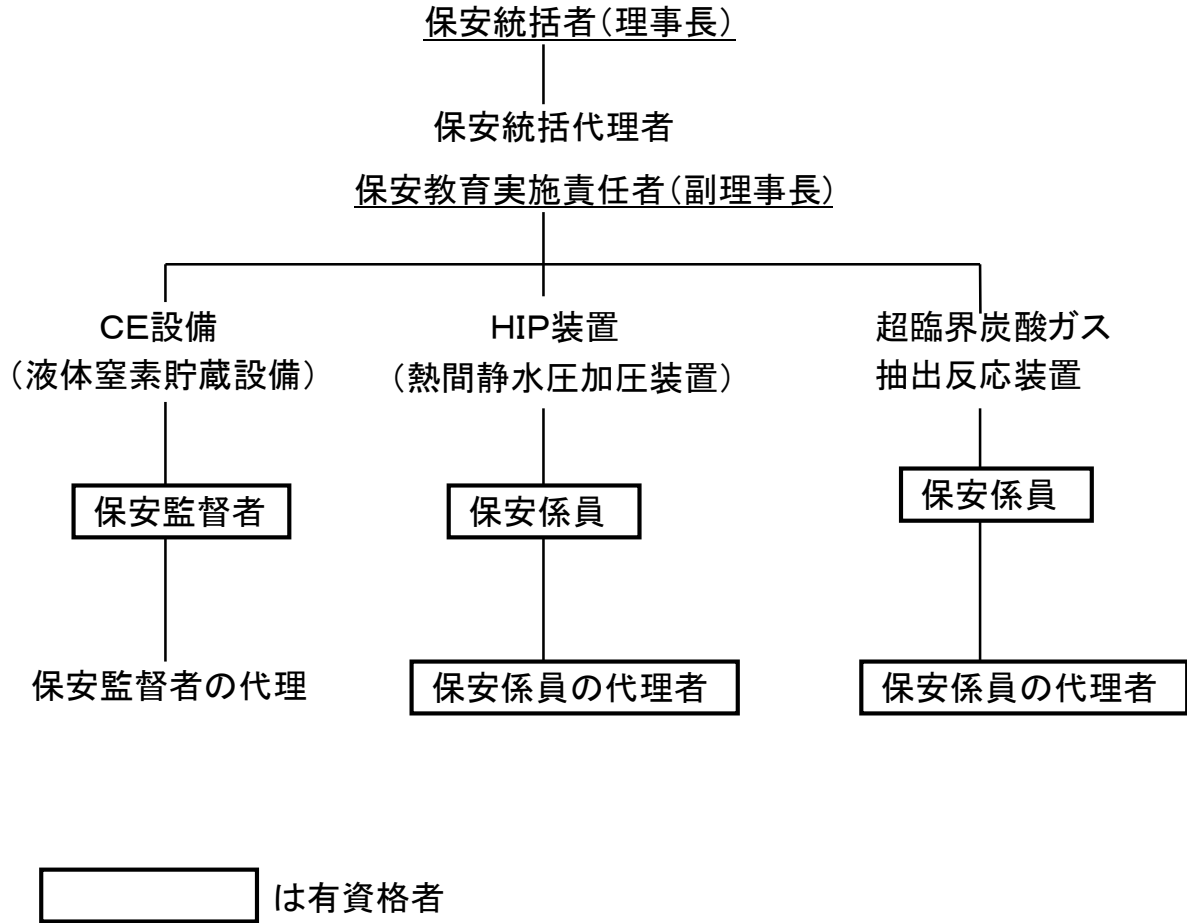 保安統括者(理事長)
保安統括代理者
保安教育実施責任者(副理事長)
CE設備
(液体窒素貯蔵設備)
HIP装置
(熱間静水圧加圧装置)
超臨界炭酸ガス
抽出反応装置
保安監督者
保安係員
保安係員
保安監督者の代理
保安係員の代理者
保安係員の代理者
は有資格者